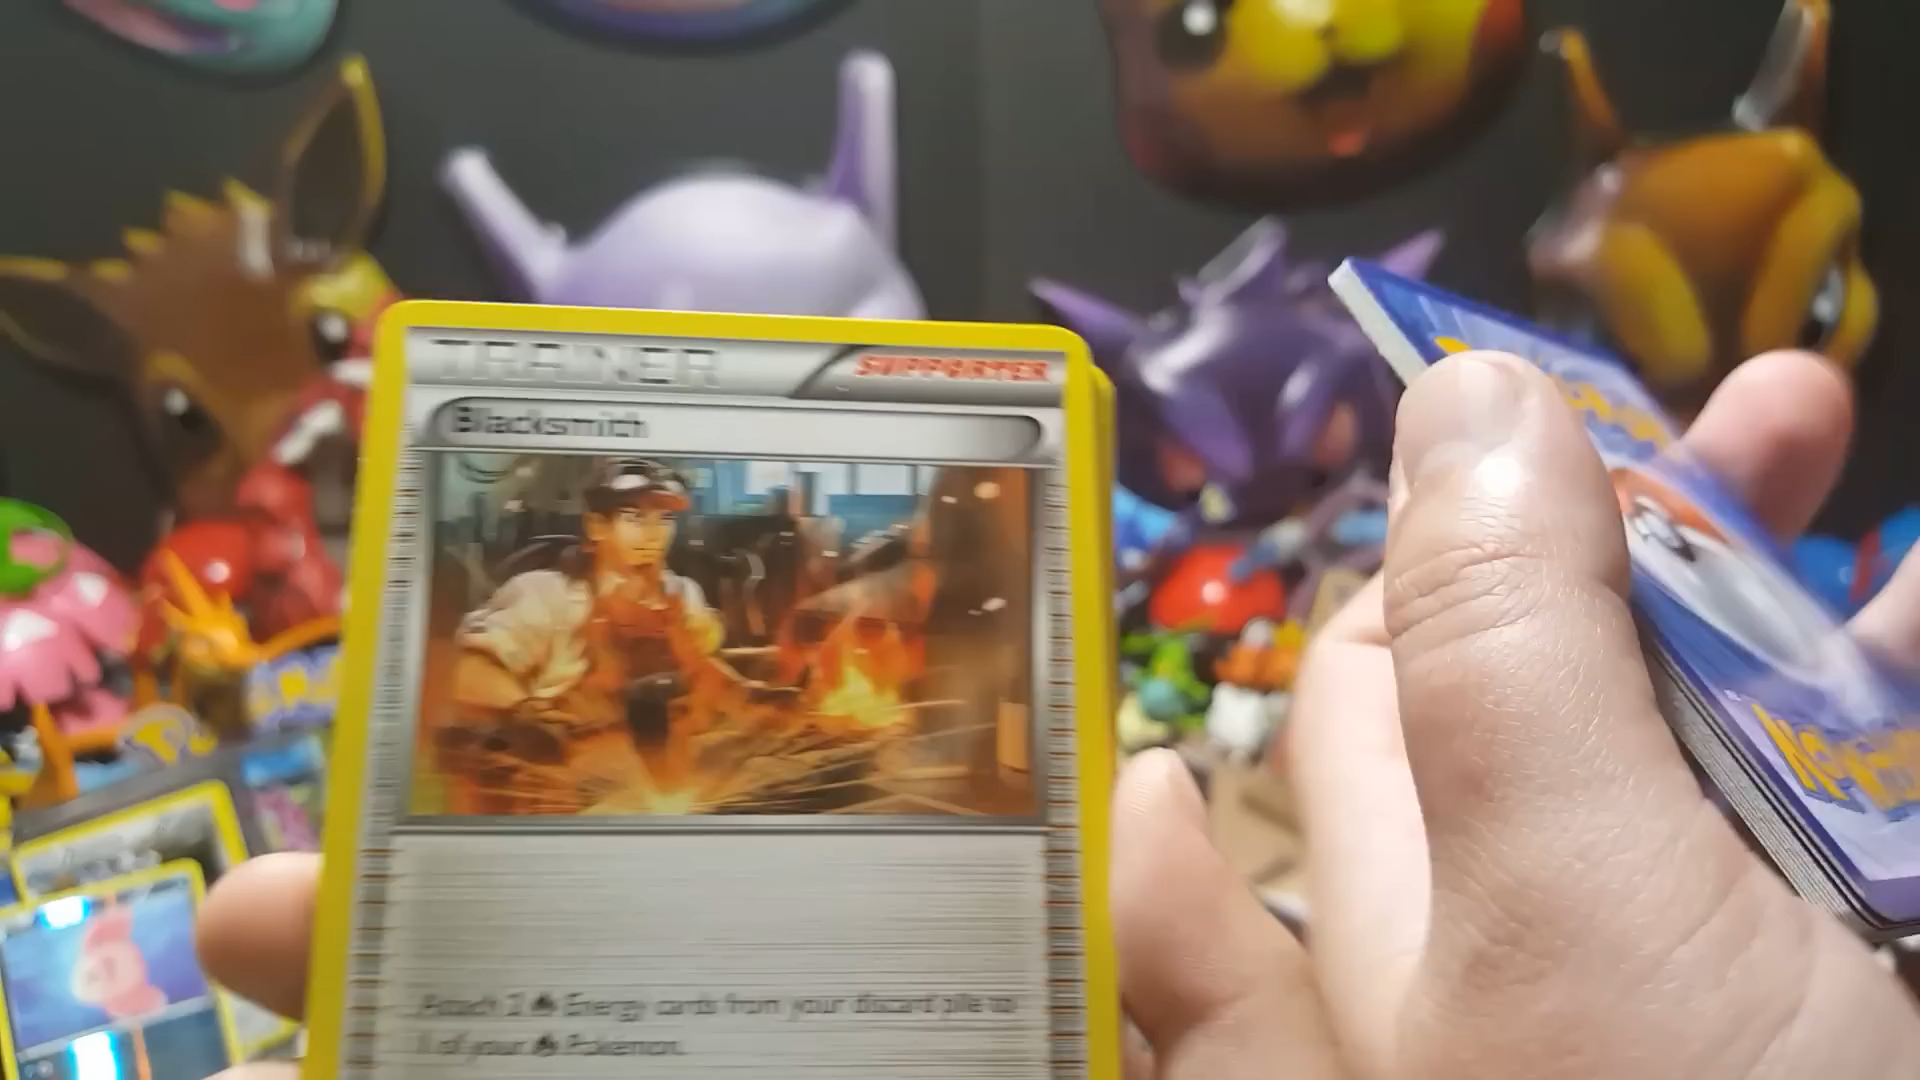 TRAINER
SUPPORTER
Blacksmith
Attach 2 Energy cards from your discard pile to
1 of your Pokémon.